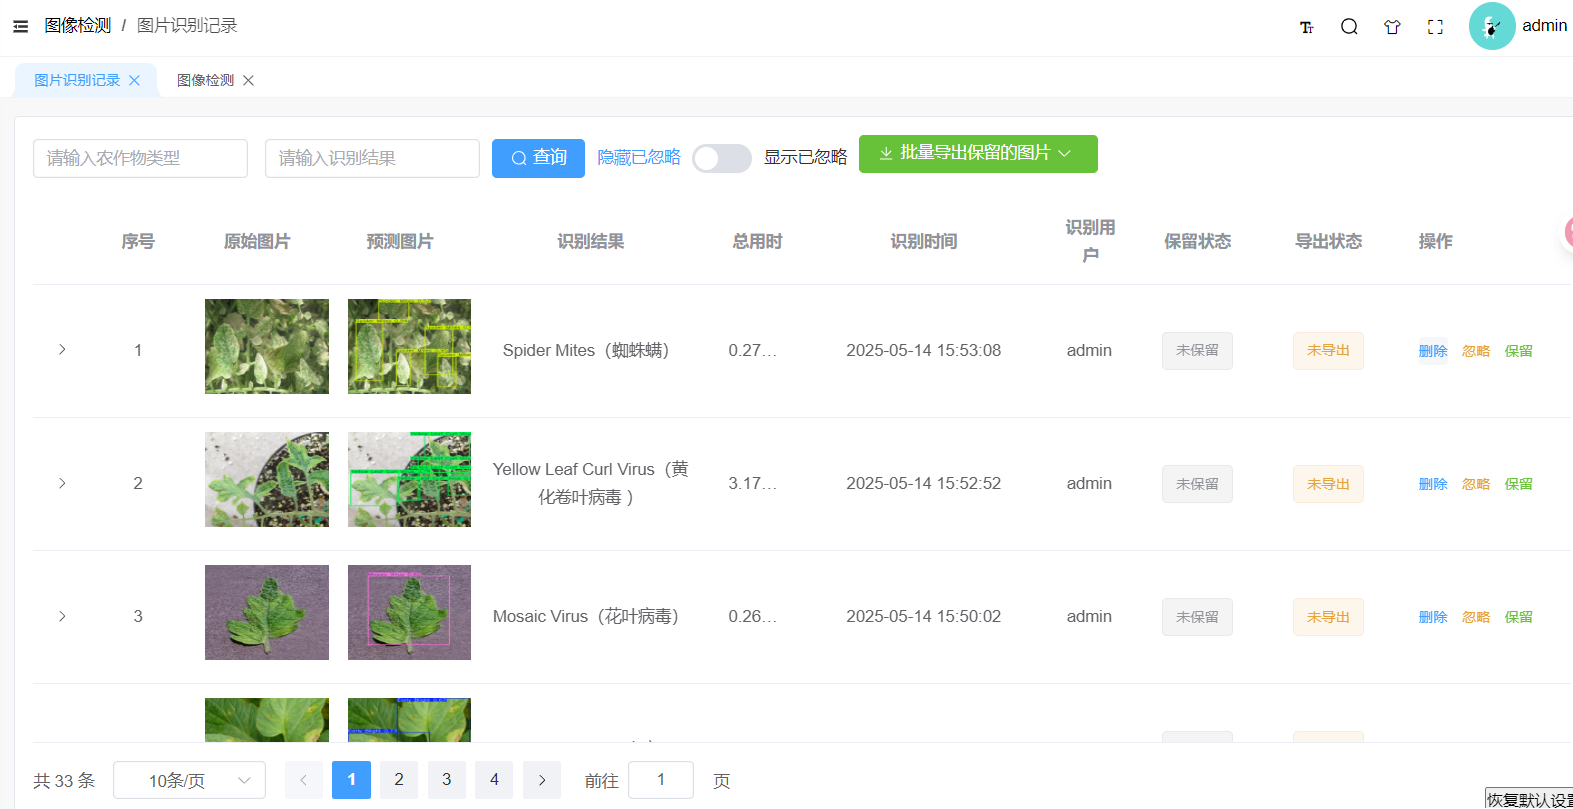 图像检测 / 图片识别记录
admin
图片识别记录
图像检测
请输入农作物类型
请输入识别结果
查询
隐藏已忽略
显示已忽略
批量导出保留的图片
序号
原始图片
预测图片
识别结果
总用时
识别时间
识别用
户
保留状态
导出状态
操作
1
Spider Mites（蜘蛛螨）
0.27...
2025-05-14 15:53:08
admin
未保留
未导出
删除 忽略 保留
2
Yellow Leaf Curl Virus（黄
化卷叶病毒 ）
3.17...
2025-05-14 15:52:52
admin
未保留
未导出
删除 忽略 保留
3
Mosaic Virus（花叶病毒）
0.26...
2025-05-14 15:50:02
admin
未保留
未导出
删除 忽略 保留
共 33 条
10条/页
1
2
3
4
前往
1
页
恢复默认设置